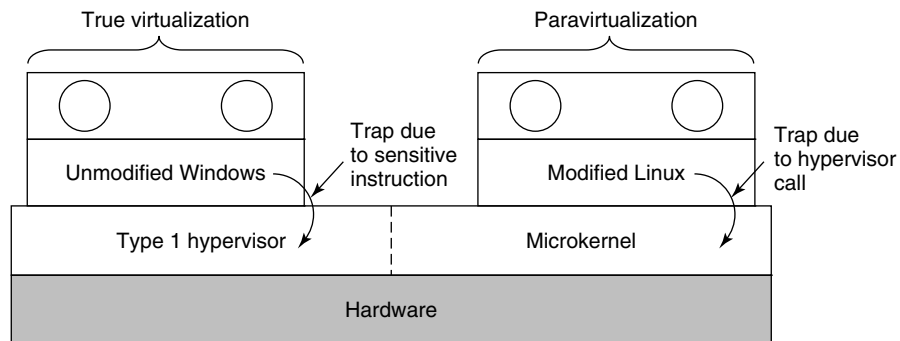 True virtualization
Paravirtualization
Trap due
to sensitive
instruction
Trap due
to hypervisor
call
Unmodified Windows
Modified Linux
Type 1 hypervisor
Microkernel
Hardware